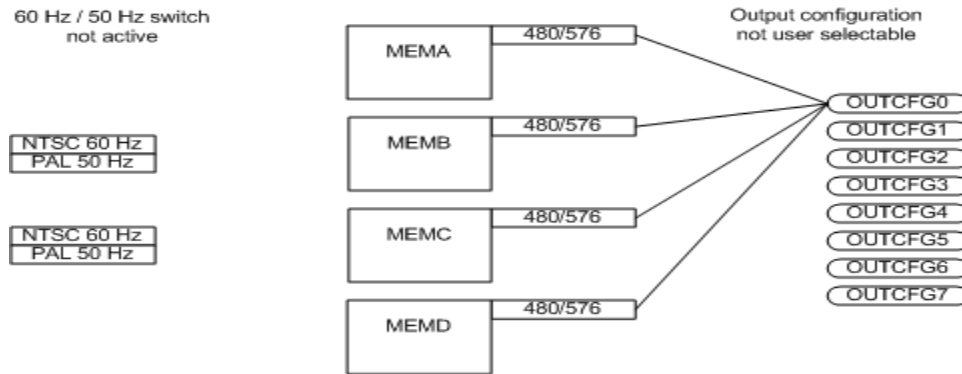 60 Hz / 50 Hz switch
not active
NTSC 60 Hz
PAL 50 Hz
NTSC 60 Hz
PAL 50 Hz
MEMA
480/576
MEMB
480/576
MEMC
480/576
MEMD
480/576
Output configuration
not user selectable
OUTCFG0
OUTCFG1
OUTCFG2
OUTCFG3
OUTCFG4
OUTCFG5
OUTCFG6
OUTCFG7